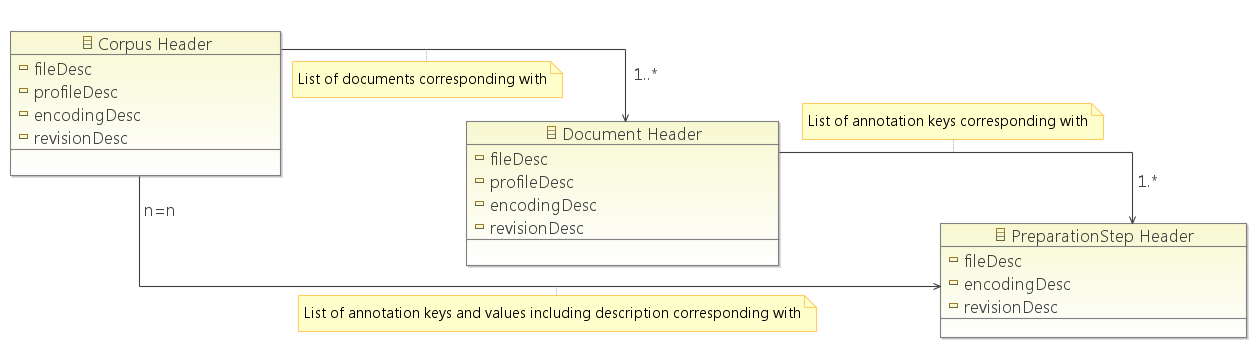 Corpus Header
fileDesc
profileDesc
encodingDesc
revisionDesc
List of documents corresponding with
1..*
Document Header
fileDesc
profileDesc
encodingDesc
revisionDesc
List of annotation keys corresponding with
1.*
n=n
PreparationStep Header
fileDesc
encodingDesc
revisionDesc
List of annotation keys and values including description corresponding with